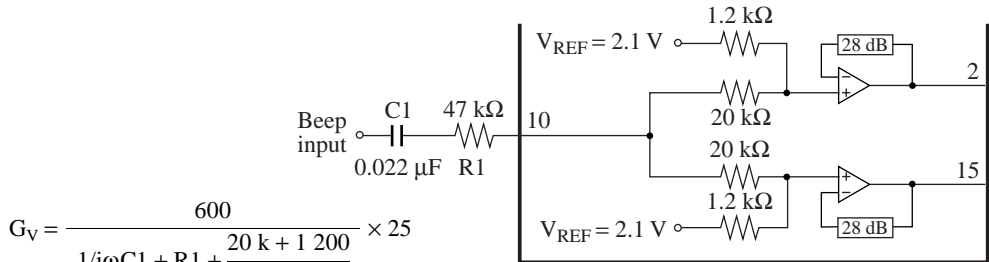 1.2 kΩ
V_REF = 2.1 V
28 dB
2
20 kΩ
C1
47 kΩ
10
Beep
input
0.022 µF R1
20 kΩ
15
1.2 kΩ
V_REF = 2.1 V
28 dB
G_V = 600 / 1/jωC1 + R1 + 20 k + 1 200 × 25